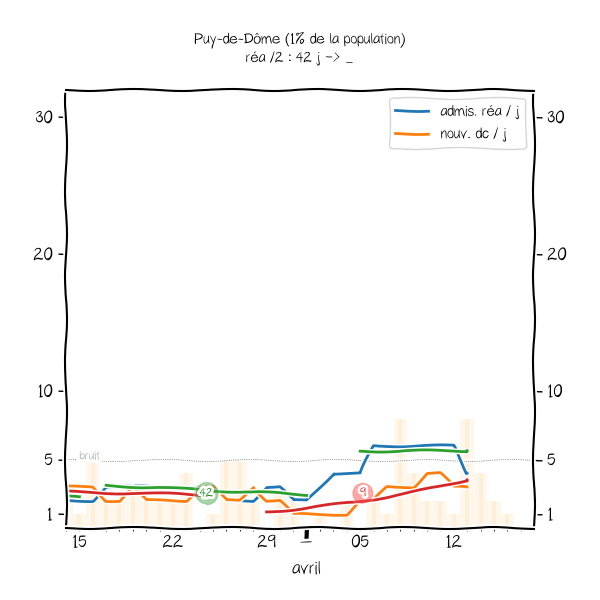 Puy-de-Dôme (1% de la population)
réa /2 : 42 j -> _
admis. réa / j
nouv. dc / j
30
30
20
20
10
10
bruit
5
5
42
9
1
1
15
22
29
05
12
avril